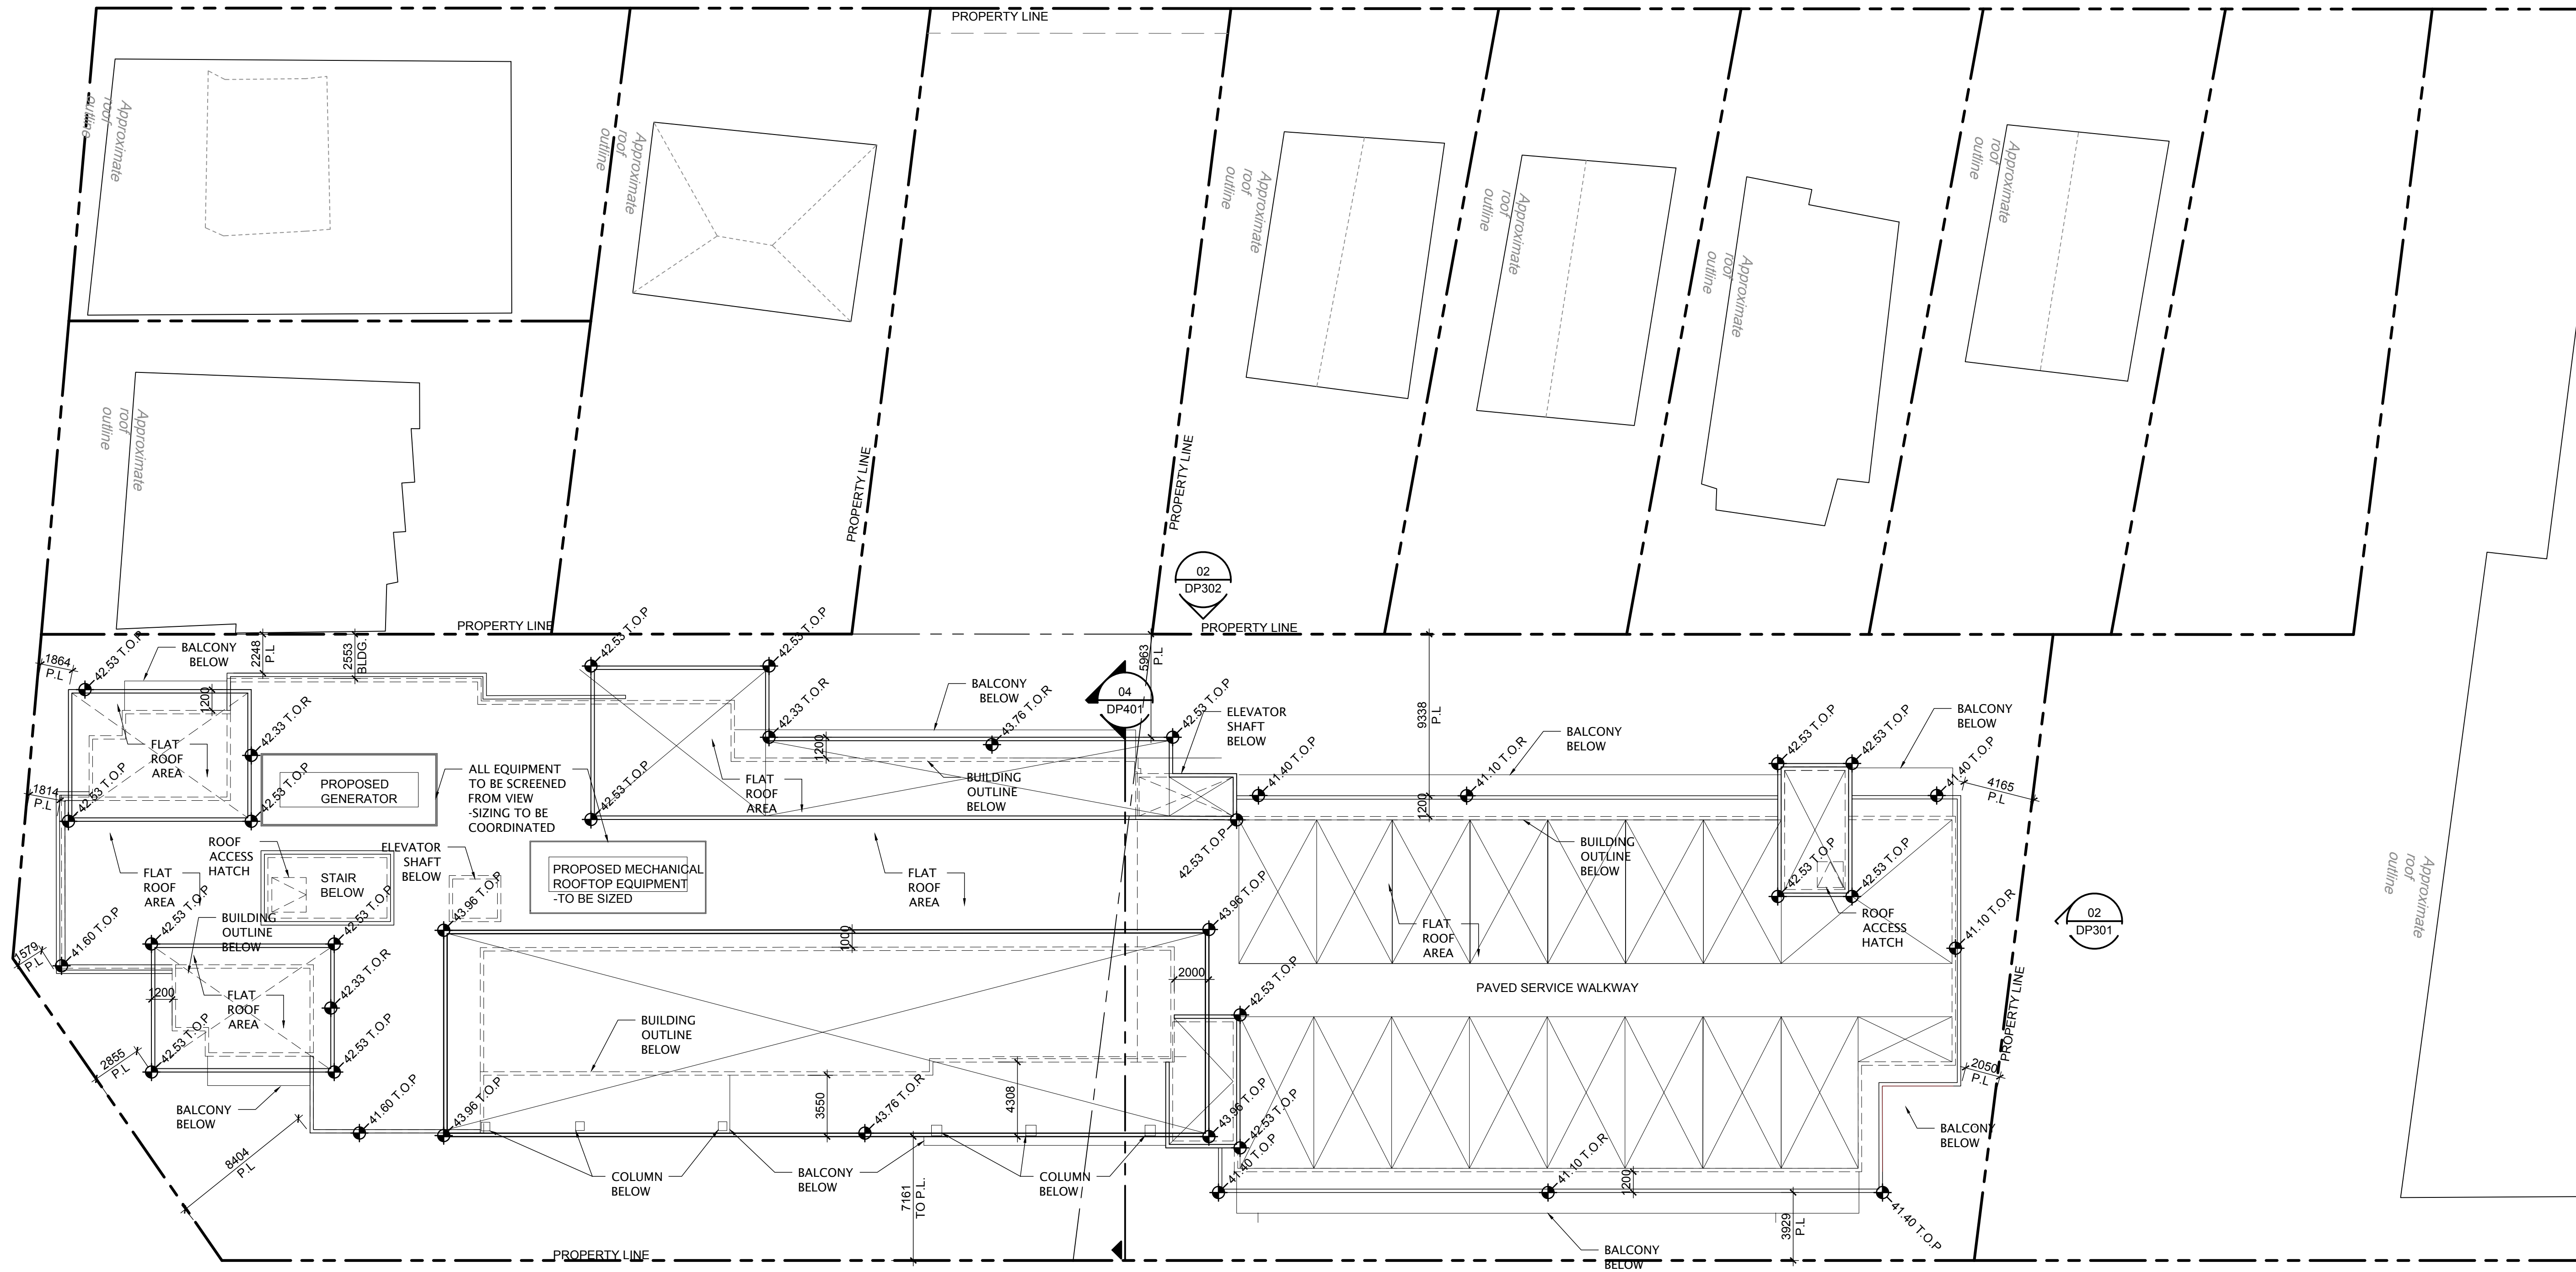 PROPERTY LINE
Approximate
roof
outline
Approximate
roof
outline
Approximate
roof
outline
Approximate
roof
outline
Approximate
roof
outline
Approximate
roof
outline
Approximate
roof
outline
Approximate
roof
outline
PROPERTY LINE
PROPERTY LINE
02
DP302
PROPERTY LINE
PROPERTY LINE
1864
P.L
42.53 T.O.P
BALCONY
BELOW
2248
P.L
2553
BLDG.
42.53 T.O.P
42.53 T.O.P
5963
P.L
9338
P.L
1200
42.33 T.O.R
FLAT
ROOF
AREA
42.53 T.O.P
42.53 T.O.P
1814
P.L
PROPOSED
GENERATOR
ALL EQUIPMENT
TO BE SCREENED
FROM VIEW
-SIZING TO BE
COORDINATED
42.53 T.O.P
42.33 T.O.R
1200
FLAT
ROOF
AREA
BALCONY
BELOW
43.76 T.O.R
BUILDING
OUTLINE
BELOW
04
DP401
42.53 T.O.P
ELEVATOR
SHAFT
BELOW
41.40 T.O.P
41.10 T.O.R
BALCONY
BELOW
1200
42.53 T.O.P
42.53 T.O.P
BALCONY
BELOW
41.40 T.O.P
4165
P.L
ROOF
ACCESS
HATCH
STAIR
BELOW
ELEVATOR
SHAFT
BELOW
PROPOSED MECHANICAL
ROOFTOP EQUIPMENT
-TO BE SIZED
FLAT
ROOF
AREA
FLAT
ROOF
AREA
42.53 T.O.P
BUILDING
OUTLINE
BELOW
42.53 T.O.P
42.53 T.O.P
ROOF
ACCESS
HATCH
FLAT
ROOF
AREA
41.10 T.O.R
02
DP301
PROPERTY LINE
1579
P.L
41.60 T.O.P
42.53 T.O.P
42.53 T.O.P
BUILDING
OUTLINE
BELOW
43.96 T.O.P
43.96 T.O.P
1000
2000
1200
FLAT
ROOF
AREA
42.33 T.O.R
42.53 T.O.P
42.53 T.O.P
2855
P.L
BALCONY
BELOW
8404
P.L
41.60 T.O.P
43.96 T.O.P
BUILDING
OUTLINE
BELOW
3550
43.76 T.O.R
4308
43.96 T.O.P
42.53 T.O.P
42.53 T.O.P
41.40 T.O.P
PAVED SERVICE WALKWAY
2050
P.L
BALCONY
BELOW
COLUMN
BELOW
BALCONY
BELOW
COLUMN
BELOW
7161
TO P.L.
41.10 T.O.R
1200
3929
P.L
41.40 T.O.P
BALCONY
BELOW
PROPERTY LINE